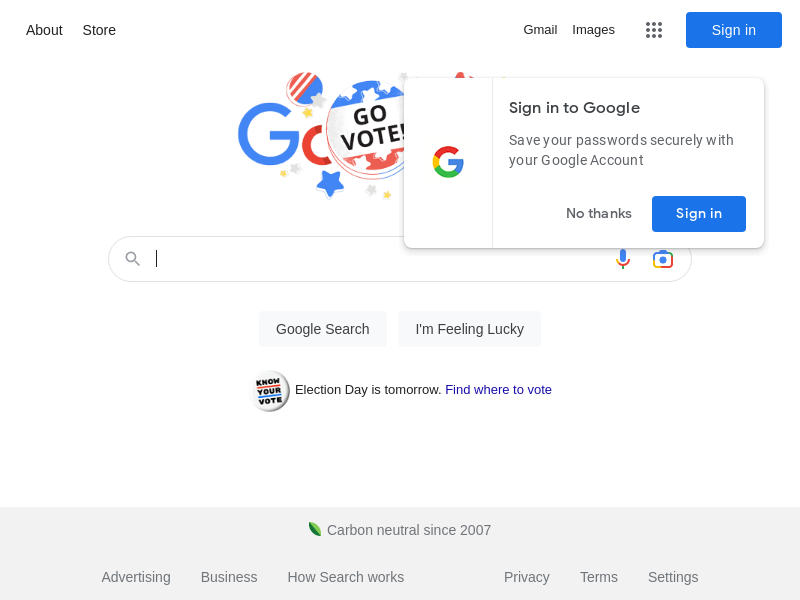 About Store
Gmail Images
Sign in
GO
VOTE!
Sign in to Google
Save your passwords securely with
your Google Account
No thanks
Sign in
Google Search
I'm Feeling Lucky
KNOW
YOUR
VOTE
Election Day is tomorrow. Find where to vote
Carbon neutral since 2007
Advertising Business How Search works
Privacy Terms Settings